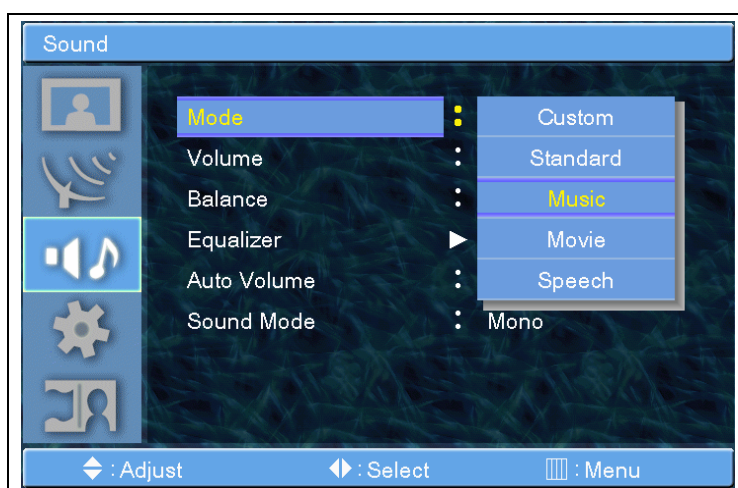 Sound
Mode : Custom
Volume : Standard
Balance : Music
Equalizer Movie
Auto Volume : Speech
Sound Mode : Mono
: Adjust : Select : Menu